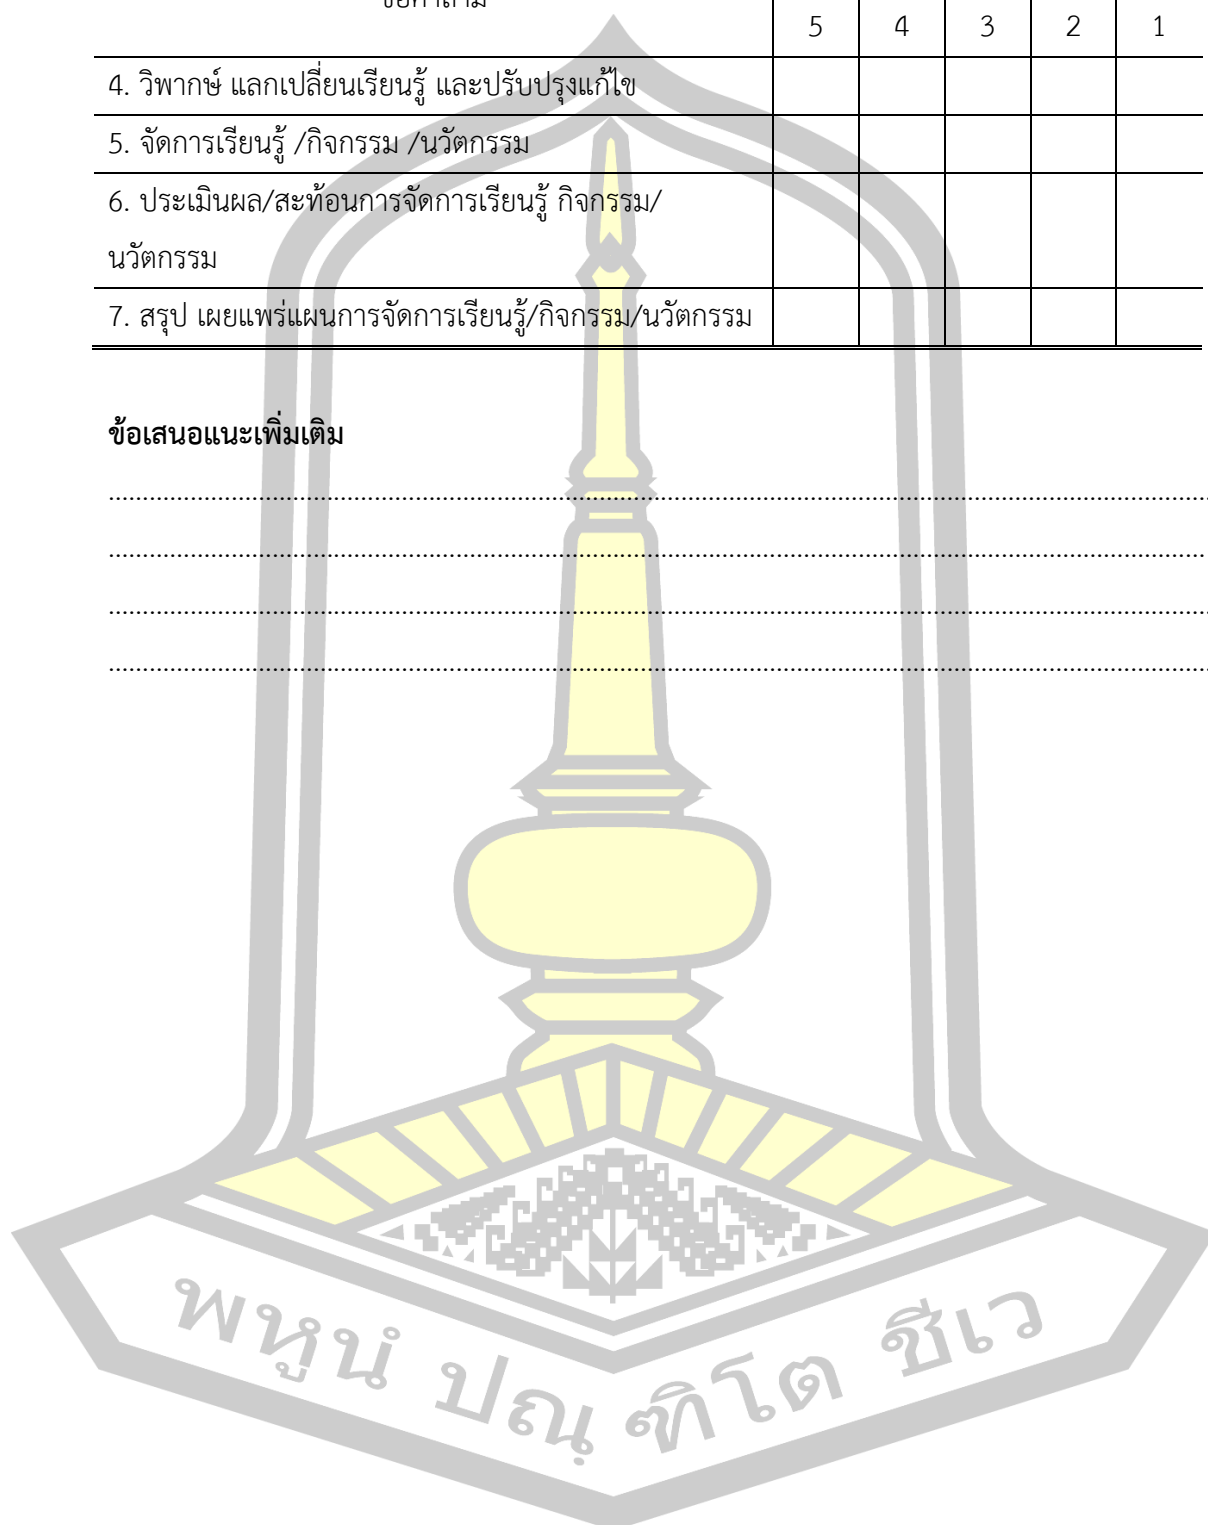 ข้อคำถาม
5 4 3 2 1
4. วิพากษ์ แลกเปลี่ยนเรียนรู้ และปรับปรุงแก้ไข
5. จัดการเรียนรู้ /กิจกรรม /นวัตกรรม
6. ประเมินผล/สะท้อนการจัดการเรียนรู้ กิจกรรม/
นวัตกรรม
7. สรุป เผยแพร่แผนการจัดการเรียนรู้/กิจกรรม/นวัตกรรม
ข้อเสนอแนะเพิ่มเติม
พหูนํ ปณฺฑิโต ชีเว